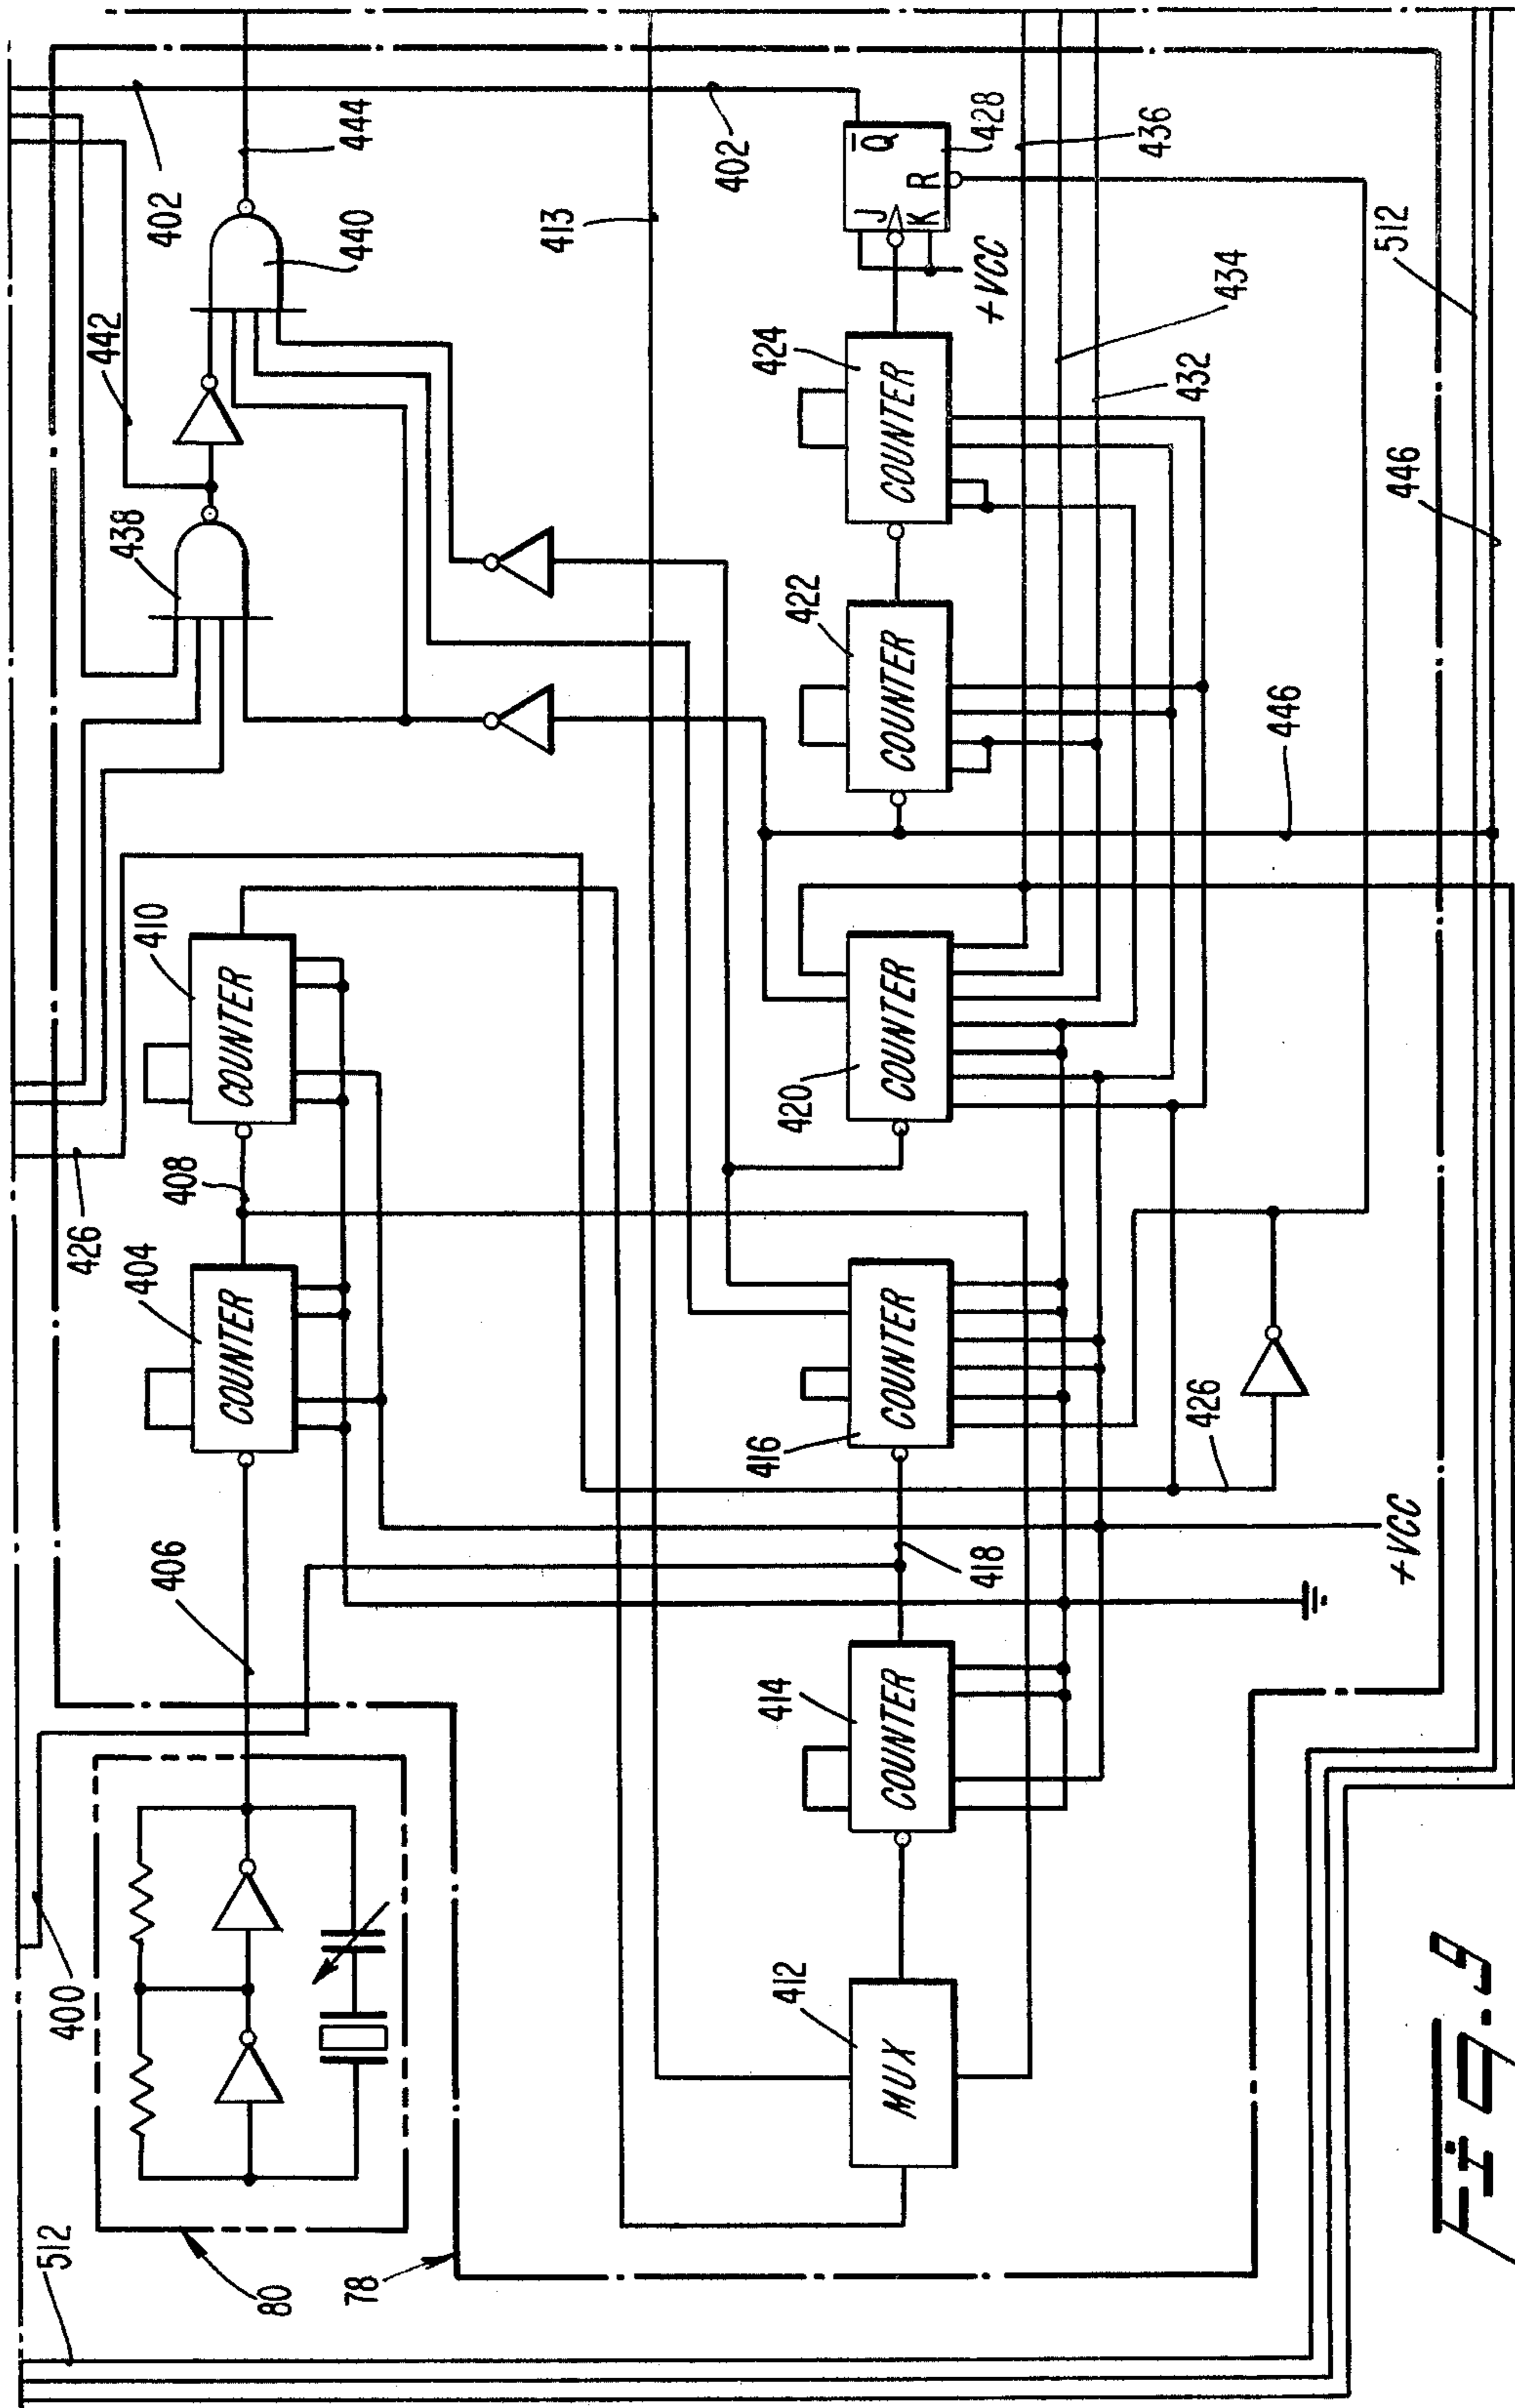 512
80
78
400
406
404
COUNTER
408
426
410
COUNTER
438
442
440
444
402
413
402
412
MUX
414
COUNTER
418
416
COUNTER
426
420
COUNTER
422
COUNTER
424
COUNTER
J
K
Q̅
R
428
+VCC
436
434
432
446
446
512
+VCC
FIG. 9